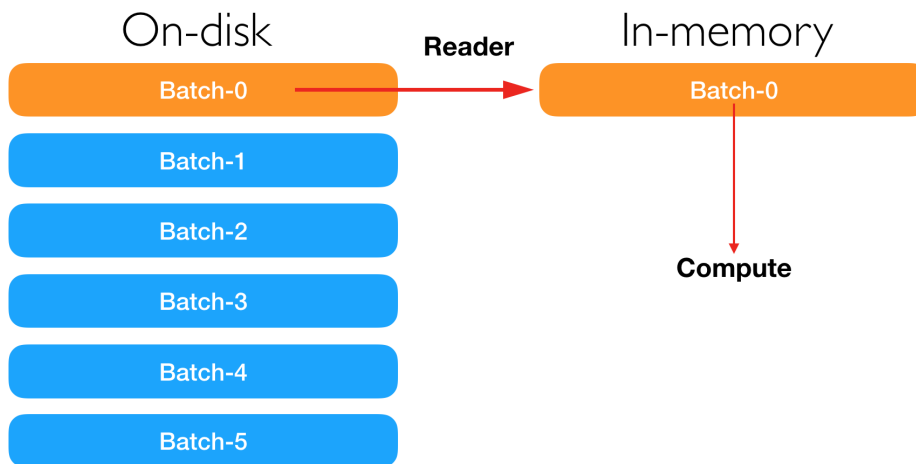 On-disk
Reader
In-memory
Batch-0
Batch-0
Batch-1
Batch-2
Compute
Batch-3
Batch-4
Batch-5